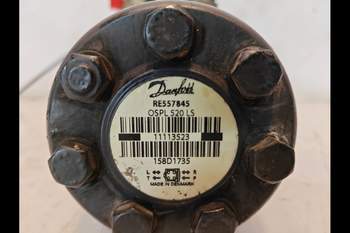 Danfoss
RE557845
OSPL 520 LS
11113523
158D1735
L R
T P
MADE IN DENMARK